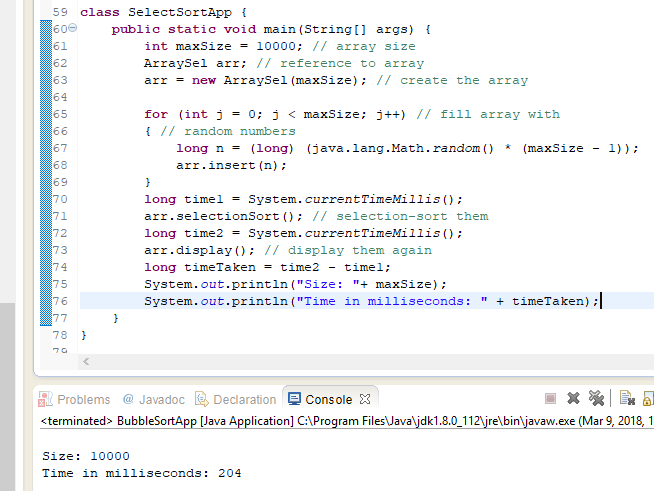 59 class SelectSortApp {
60 public static void main(String[] args) {
61 int maxSize = 10000; // array size
62 ArraySel arr; // reference to array
63 arr = new ArraySel(maxSize); // create the array
64
65 for (int j = 0; j < maxSize; j++) // fill array with
66 { // random numbers
67 long n = (long) (java.lang.Math.random() * (maxSize - 1));
68 arr.insert(n);
69 }
70 long time1 = System.currentTimeMillis();
71 arr.selectionSort(); // selection-sort them
72 long time2 = System.currentTimeMillis();
73 arr.display(); // display them again
74 long timeTaken = time2 - time1;
75 System.out.println("Size: "+ maxSize);
76 System.out.println("Time in milliseconds: " + timeTaken);
77 }
78 }
79
Problems @ Javadoc Declaration Console
<terminated> BubbleSortApp [Java Application] C:\Program Files\Java\jdk1.8.0_112\jre\bin\javaw.exe (Mar 9, 2018, 1
Size: 10000
Time in milliseconds: 204